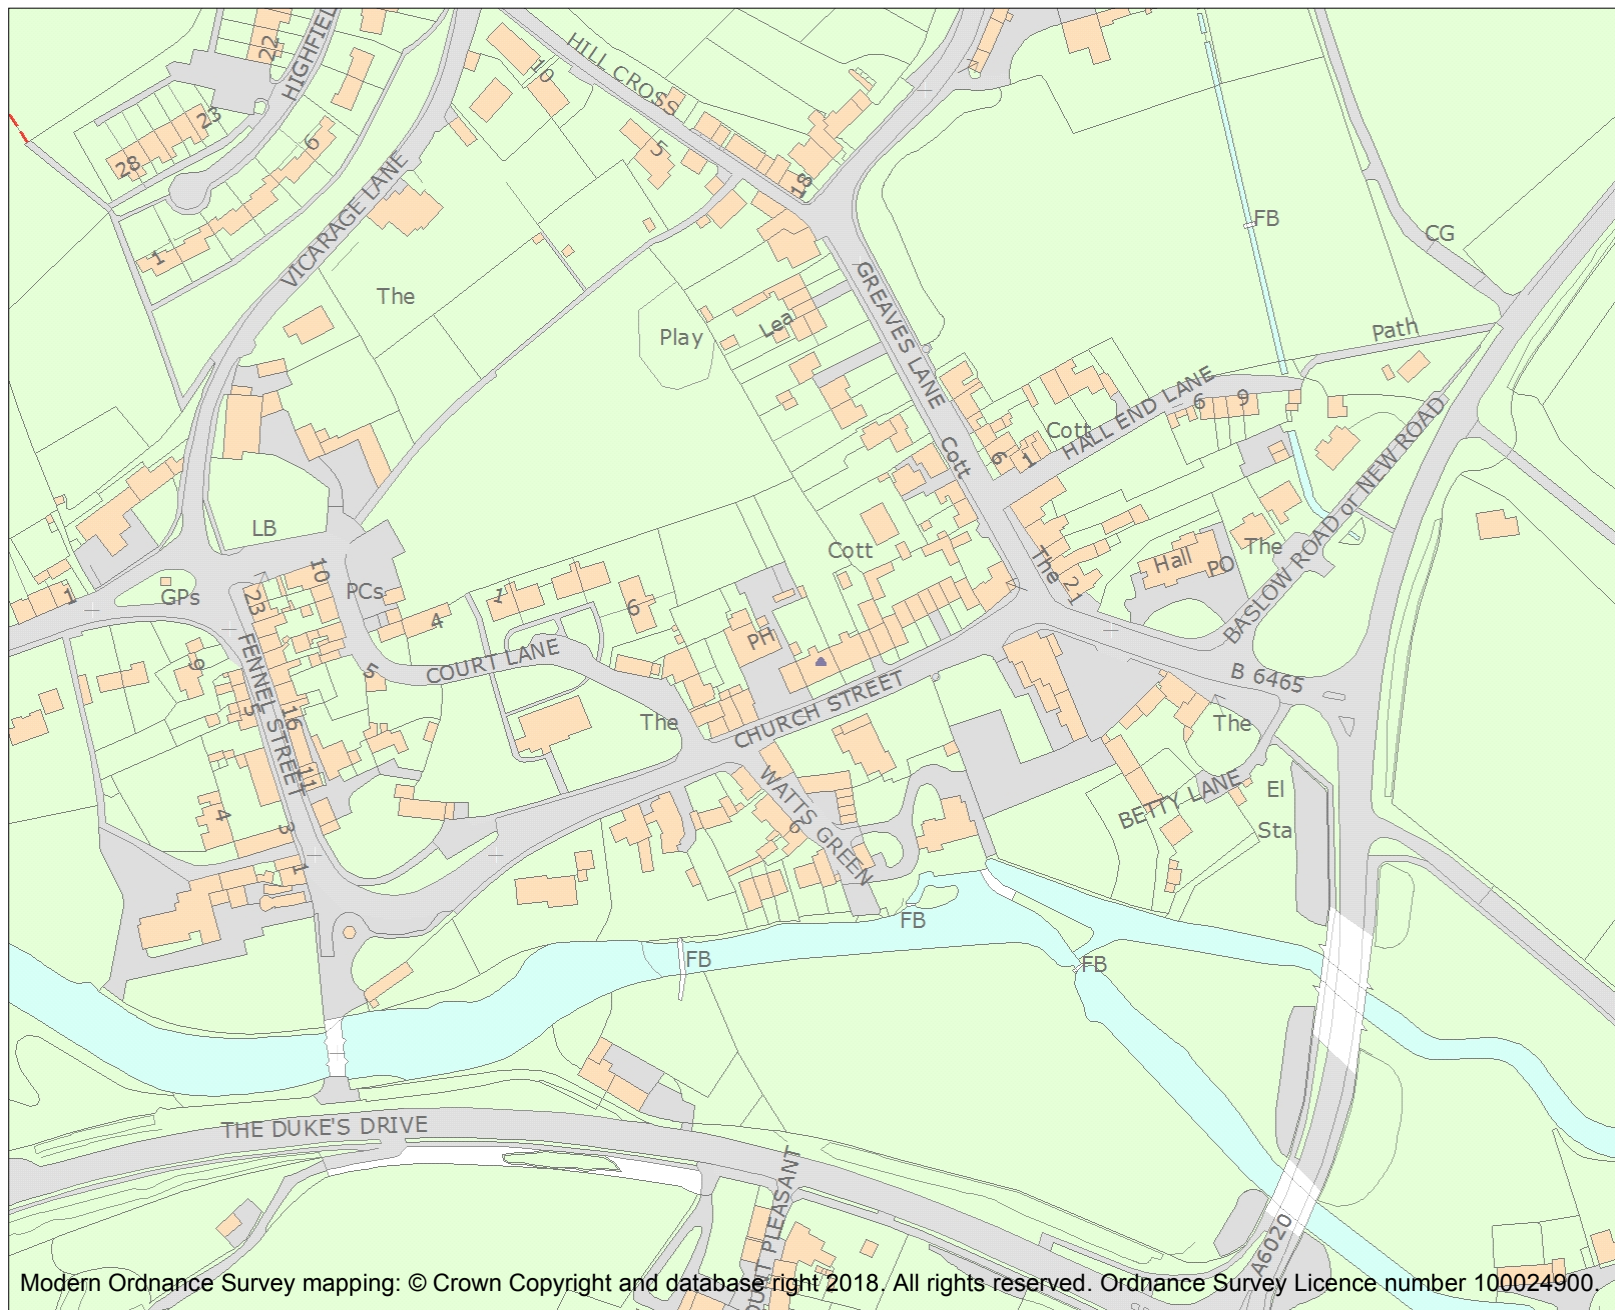 22
HIGHFIEL
10
HILL CROSS
23
28
6
5
18
VICARAGE LANE
1
FB
CG
The
GREAVES LANE
Play
Lea
Path
HALL END LANE
6
9
Cott
Cott
6
1
BASLOW ROAD or NEW ROAD
LB
Cott
The
Hall
PO
The
10
PCs
GPs
1
23
21
1
6
4
PH
FENNEL STREET
9
5
COURT LANE
B 6465
CHURCH STREET
5
16
The
The
11
WATTS GREEN
BETTY LANE
El
Sta
4
3
6
1
FB
FB
FB
THE DUKE'S DRIVE
OUNT PLEASANT
A6020
Modern Ordnance Survey mapping: © Crown Copyright and database right 2018. All rights reserved. Ordnance Survey Licence number 100024900.